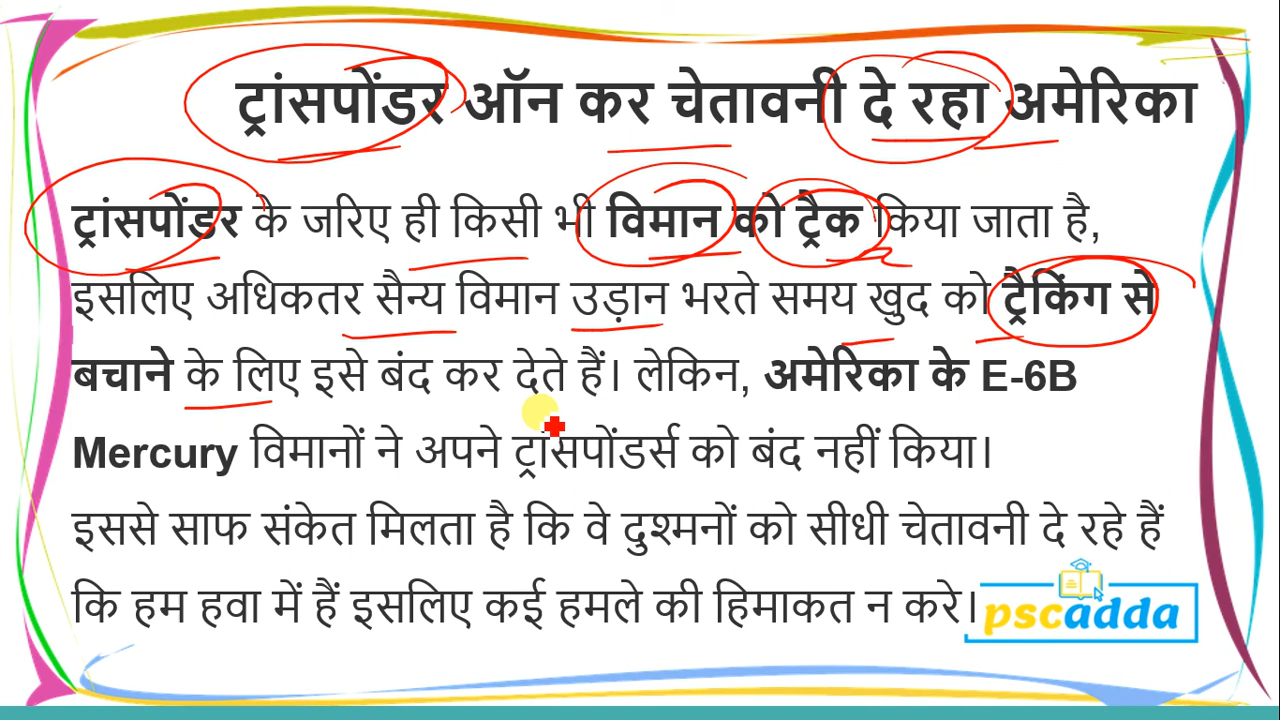 ट्रांसपोंडर ऑन कर चेतावनी दे रहा अमेरिका
ट्रांसपोंडर के जरिए ही किसी भी विमान को ट्रैक किया जाता है,
इसलिए अधिकतर सैन्य विमान उड़ान भरते समय खुद को ट्रैकिंग से
बचाने के लिए इसे बंद कर देते हैं। लेकिन, अमेरिका के E-6B
Mercury विमानों ने अपने ट्रांसपोंडर्स को बंद नहीं किया।
इससे साफ संकेत मिलता है कि वे दुश्मनों को सीधी चेतावनी दे रहे हैं
कि हम हवा में हैं इसलिए कई हमले की हिमाकत न करे।
pscadda